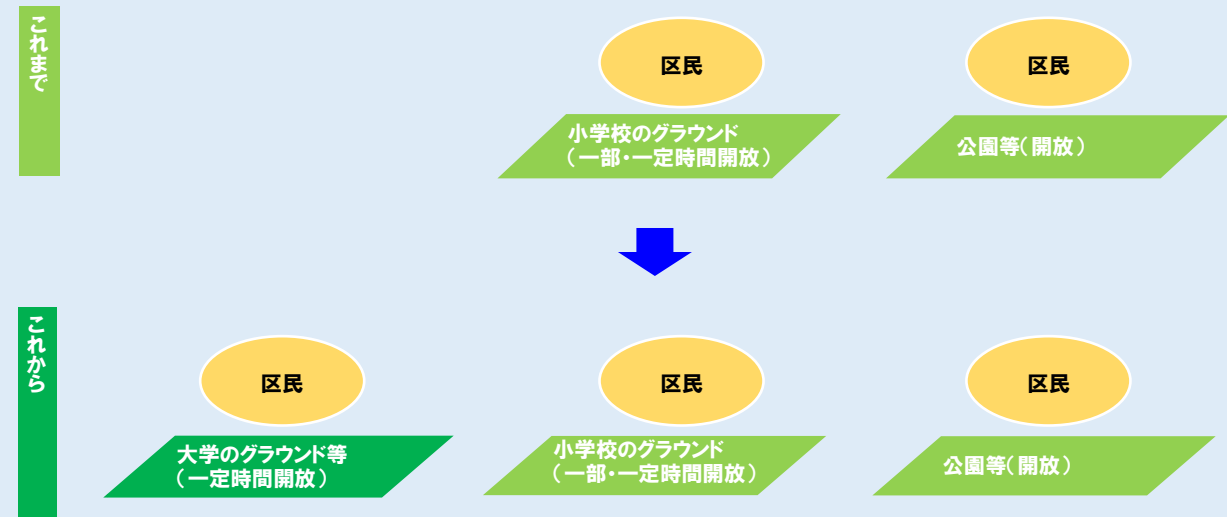 これまで
区民
区民
小学校のグラウンド
（一部・一定時間開放）
公園等（開放）
これから
区民
区民
区民
大学のグラウンド等
（一定時間開放）
小学校のグラウンド
（一部・一定時間開放）
公園等（開放）